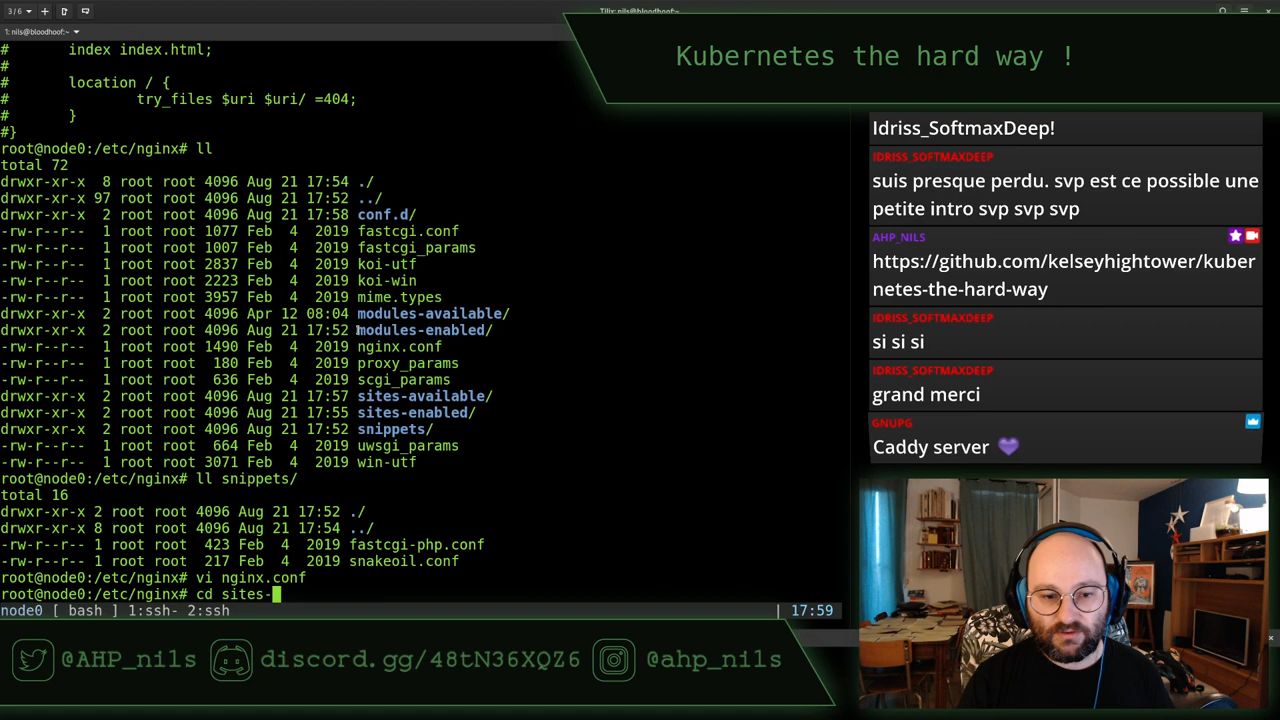 3/6
Tilix: nils@bloodhoof:~
1: nils@bloodhoof:~
#       index index.html;
#
#       location / {
#               try_files $uri $uri/ =404;
#       }
#}
root@node0:/etc/nginx# ll
total 72
drwxr-xr-x  8 root root 4096 Aug 21 17:54 ./
drwxr-xr-x 97 root root 4096 Aug 21 17:52 ../
drwxr-xr-x  2 root root 4096 Aug 21 17:58 conf.d/
-rw-r--r--  1 root root 1077 Feb  4  2019 fastcgi.conf
-rw-r--r--  1 root root 1007 Feb  4  2019 fastcgi_params
-rw-r--r--  1 root root 2837 Feb  4  2019 koi-utf
-rw-r--r--  1 root root 2223 Feb  4  2019 koi-win
-rw-r--r--  1 root root 3957 Feb  4  2019 mime.types
drwxr-xr-x  2 root root 4096 Apr 12 08:04 modules-available/
drwxr-xr-x  2 root root 4096 Aug 21 17:52 modules-enabled/
-rw-r--r--  1 root root 1490 Feb  4  2019 nginx.conf
-rw-r--r--  1 root root  180 Feb  4  2019 proxy_params
-rw-r--r--  1 root root  636 Feb  4  2019 scgi_params
drwxr-xr-x  2 root root 4096 Aug 21 17:57 sites-available/
drwxr-xr-x  2 root root 4096 Aug 21 17:55 sites-enabled/
drwxr-xr-x  2 root root 4096 Aug 21 17:52 snippets/
-rw-r--r--  1 root root  664 Feb  4  2019 uwsgi_params
-rw-r--r--  1 root root 3071 Feb  4  2019 win-utf
root@node0:/etc/nginx# ll snippets/
total 16
drwxr-xr-x 2 root root 4096 Aug 21 17:52 ./
drwxr-xr-x 8 root root 4096 Aug 21 17:54 ../
-rw-r--r-- 1 root root  423 Feb  4  2019 fastcgi-php.conf
-rw-r--r-- 1 root root  217 Feb  4  2019 snakeoil.conf
root@node0:/etc/nginx# vi nginx.conf
root@node0:/etc/nginx# cd sites-
node0 [ bash ] 1:ssh- 2:ssh | 17:59
Kubernetes the hard way !
Idriss_SoftmaxDeep!
IDRISS_SOFTMAXDEEP
suis presque perdu. svp est ce possible une
petite intro svp svp svp
AHP_NILS
https://github.com/kelseyhightower/kuber
netes-the-hard-way
IDRISS_SOFTMAXDEEP
si si si
IDRISS_SOFTMAXDEEP
grand merci
GNUPG
Caddy server 💜
@AHP_nils discord.gg/48tN36XQZ6 @ahp_nils